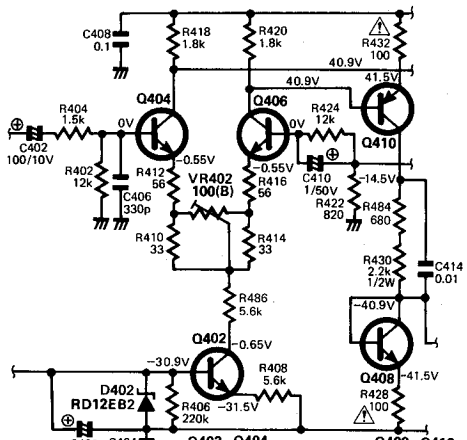 C408
0.1
R418
1.8k
R420
1.8k
R432
100
40.9V
40.9V
41.5V
Q404
Q406
Q410
R404
1.5k
0V
C402
100/10V
R402
12k
C406
330p
-0.55V
-0.55V
0V
R424
12k
C410
1/50V
R422
820
-14.5V
R412
56
VR402
100(B)
R416
56
R410
33
R414
33
R484
680
R430
2.2k
1/2W
C414
0.01
R486
5.6k
-40.9V
Q402
-0.65V
Q408
-30.9V
-41.5V
D402
RD12EB2
R406
220k
-31.5V
R408
5.6k
R428
100